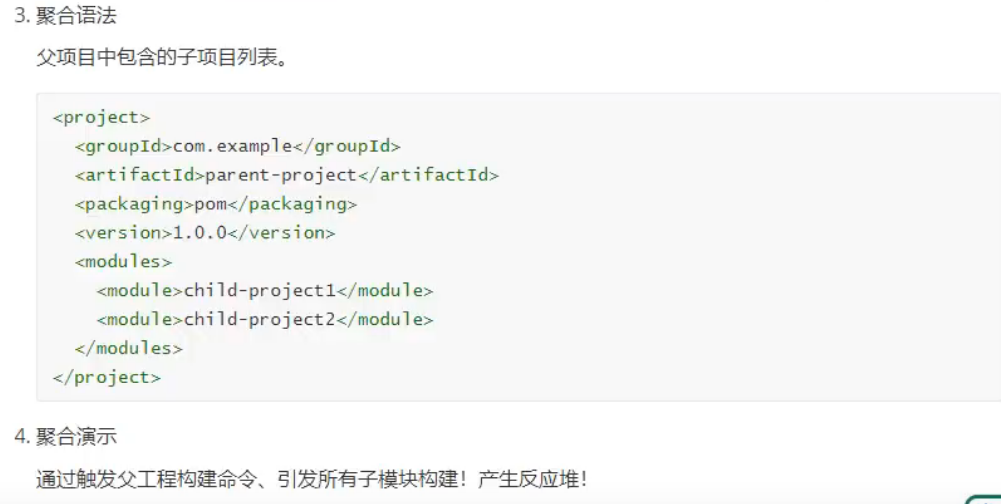 3. 聚合语法
父项目中包含的子项目列表。
<project>
  <groupId>com.example</groupId>
  <artifactId>parent-project</artifactId>
  <packaging>pom</packaging>
  <version>1.0.0</version>
  <modules>
    <module>child-project1</module>
    <module>child-project2</module>
  </modules>
</project>
4. 聚合演示
通过触发父工程构建命令、引发所有子模块构建！产生反应堆！